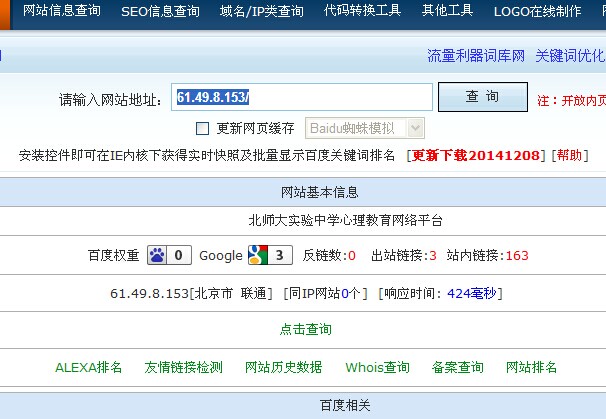 网站信息查询 SEO信息查询 域名/IP类查询 代码转换工具 其他工具 LOGO在线制作
流量利器词库网 关键词优化
请输入网站地址： 61.49.8.153/ 查 询 注：开放内页
更新网页缓存 Baidu蜘蛛模拟
安装控件即可在IE内核下获得实时快照及批量显示百度关键词排名 [更新下载20141208] [帮助]
网站基本信息
北师大实验中学心理教育网络平台
百度权重 0 Google 3 反链数:0 出站链接:3 站内链接:163
61.49.8.153[北京市 联通] [同IP网站0个] [响应时间：424毫秒]
点击查询
ALEXA排名 友情链接检测 网站历史数据 Whois查询 备案查询 网站排名
百度相关